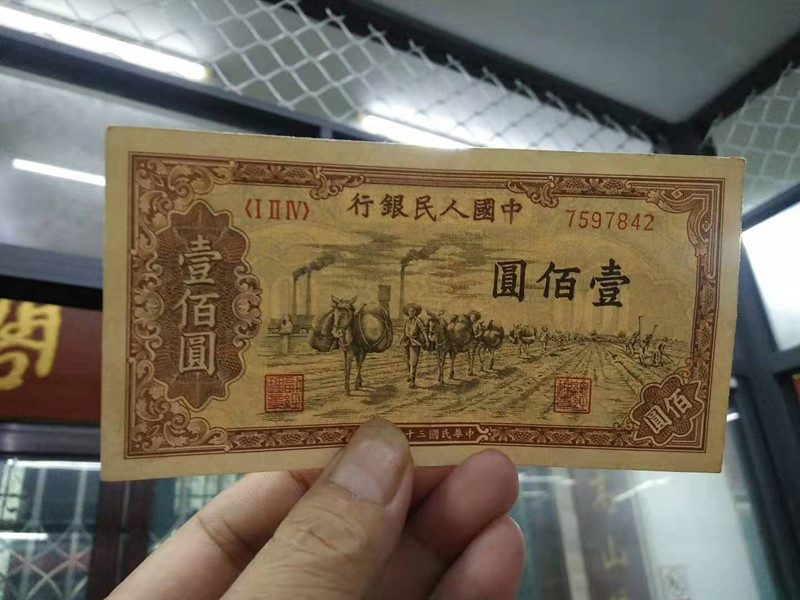 〈I II IV〉
行銀民人國中
7597842
圓佰壹
壹佰圓
佰圓
十三國民華中
閣